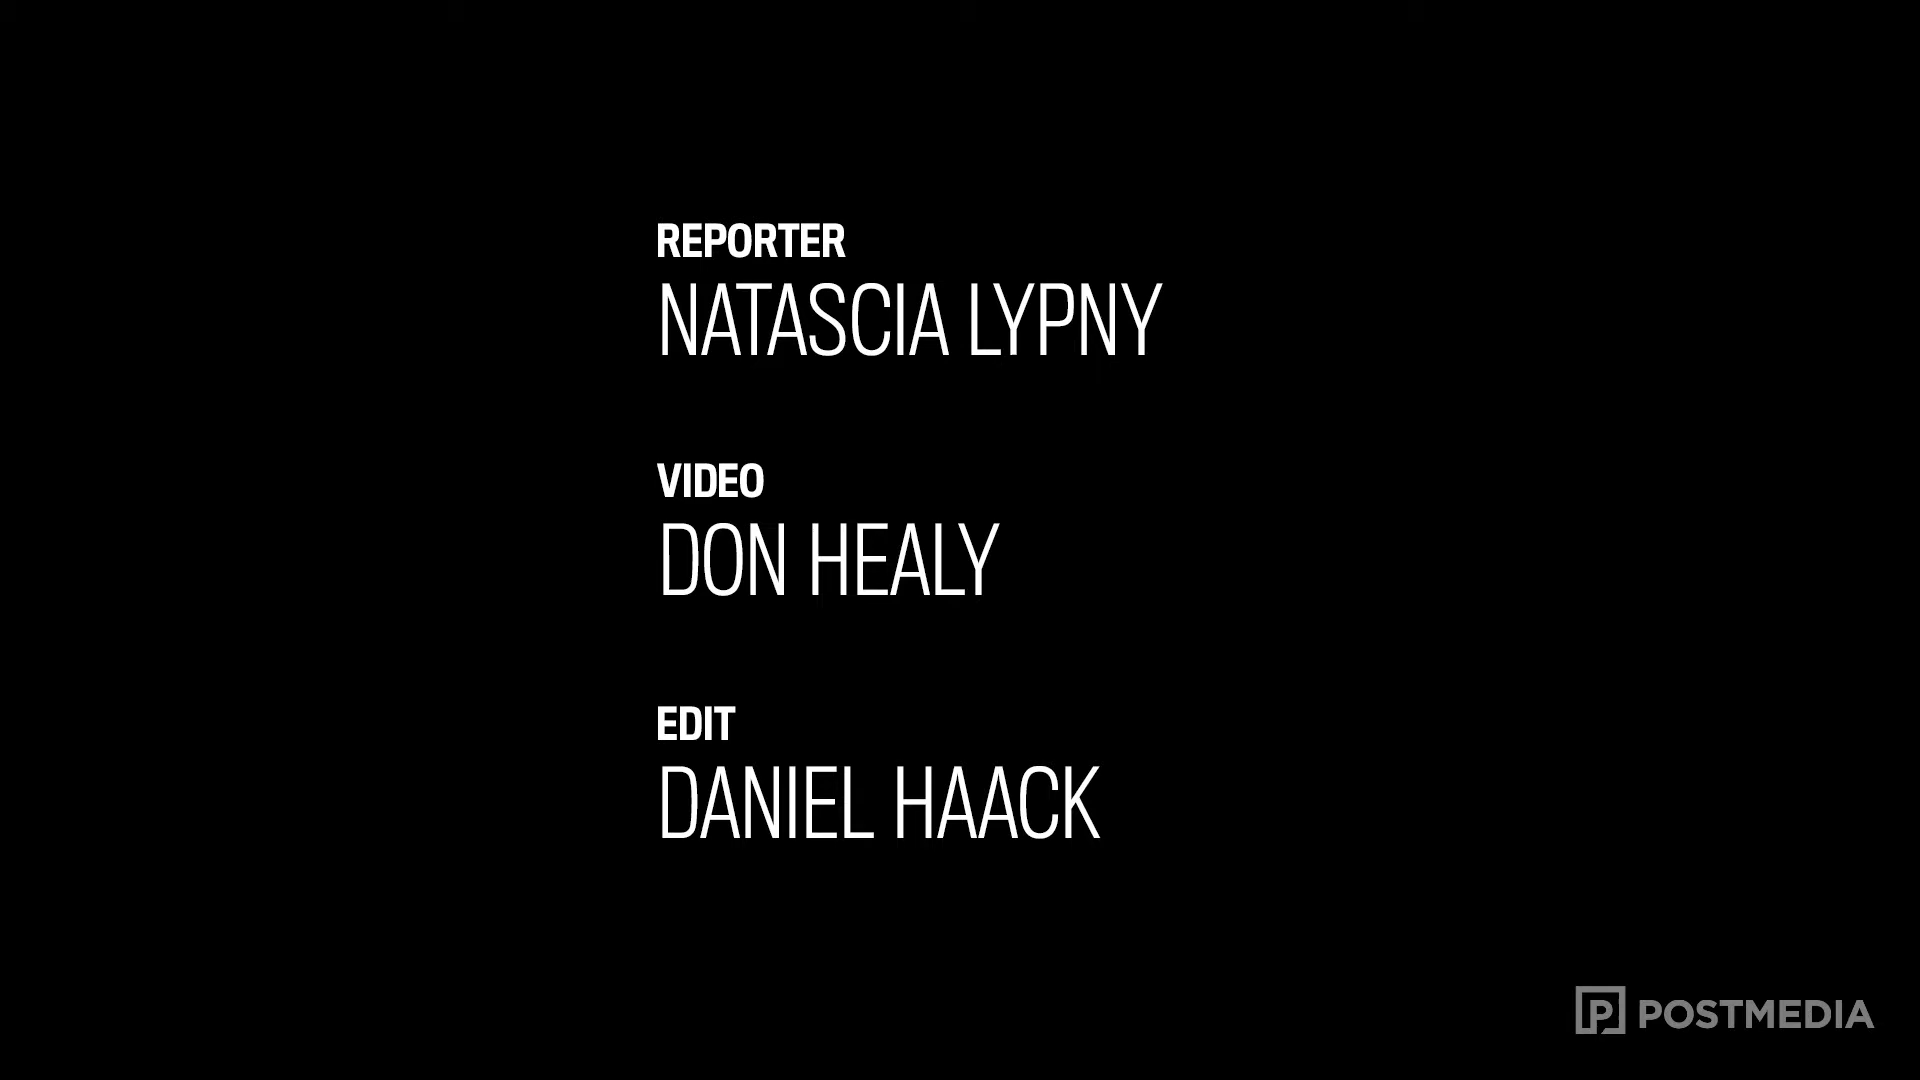 REPORTER
NATASCIA LYPNY
VIDEO
DON HEALY
EDIT
DANIEL HAACK
POSTMEDIA